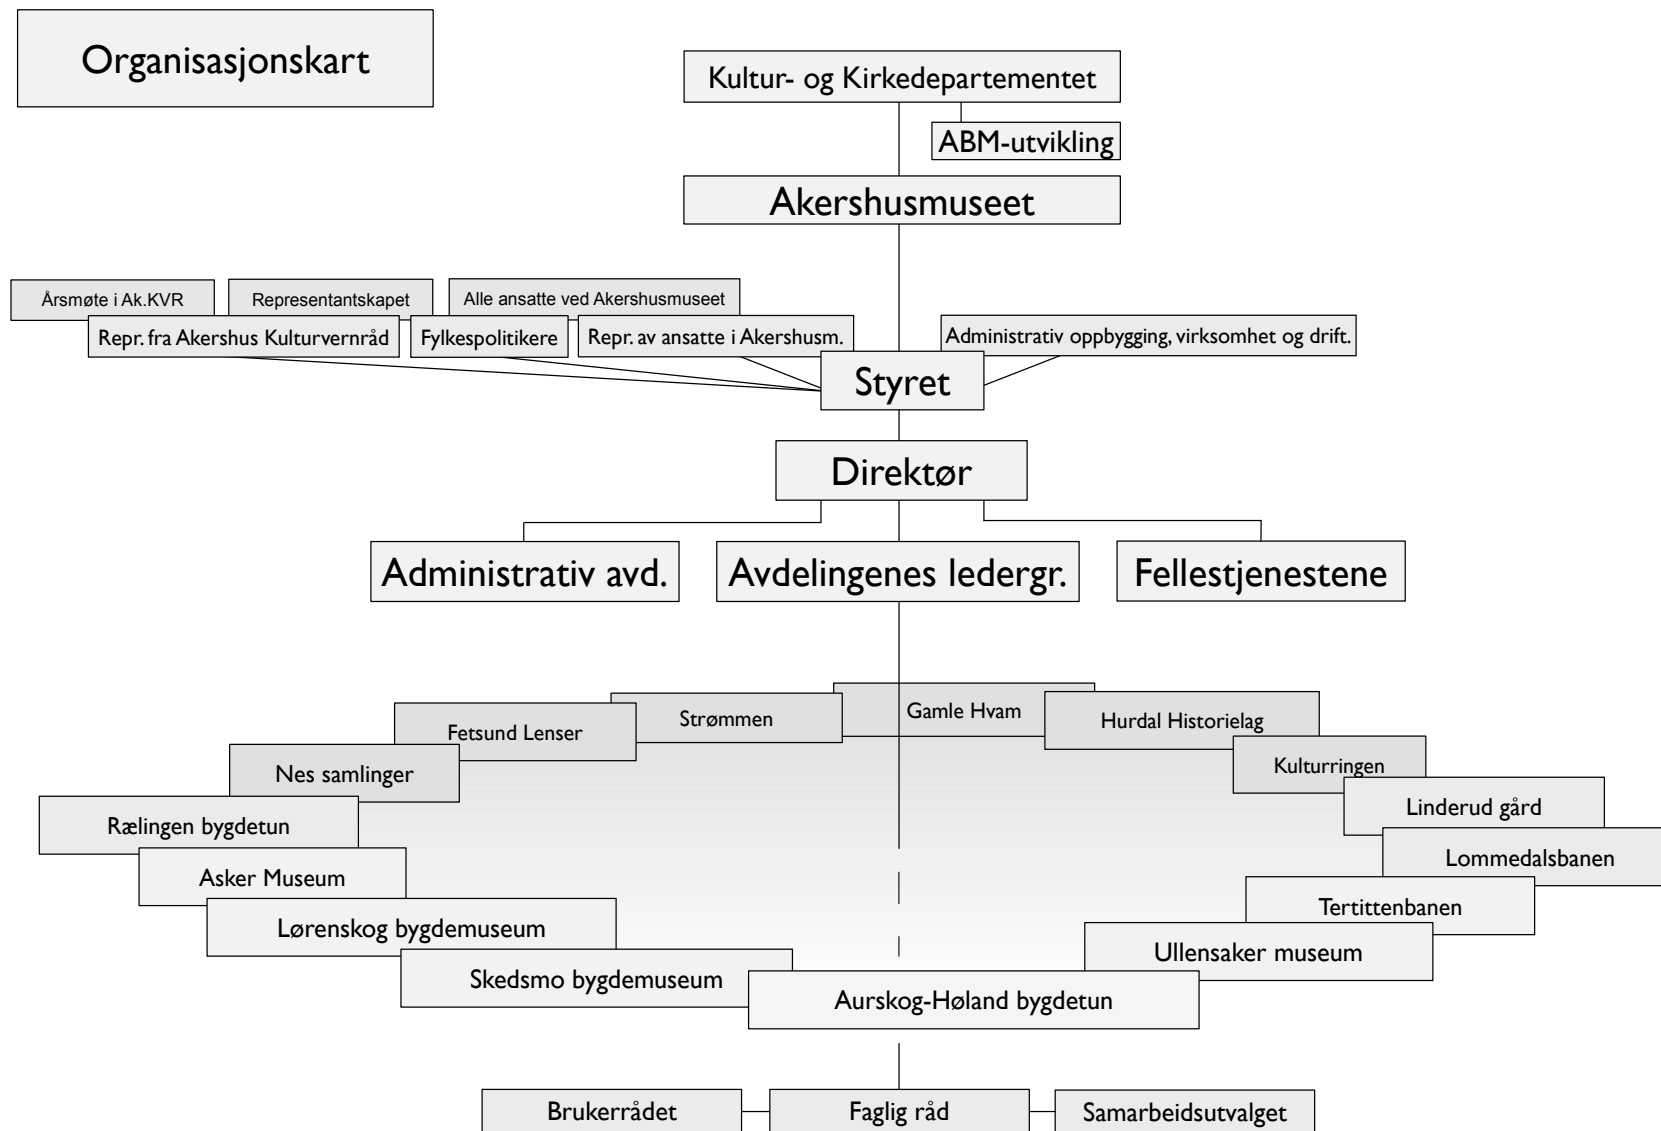 Organisasjonskart
Kultur- og Kirkedepartementet
ABM-utvikling
Akershusmuseet
Årsmøte i Ak.KVR
Representantskapet
Alle ansatte ved Akershusmuseet
Repr. fra Akershus Kulturvernråd
Fylkespolitikere
Repr. av ansatte i Akershusm.
Administrativ oppbygging, virksomhet og drift.
Styret
Direktør
Administrativ avd.
Avdelingenes ledergr.
Fellestjenestene
Gamle Hvam
Strømmen
Hurdal Historielag
Fetsund Lenser
Kulturringen
Nes samlinger
Linderud gård
Rælingen bygdetun
Lommedalsbanen
Asker Museum
Tertittenbanen
Lørenskog bygdemuseum
Ullensaker museum
Skedsmo bygdemuseum
Aurskog-Høland bygdetun
Brukerrådet
Faglig råd
Samarbeidsutvalget